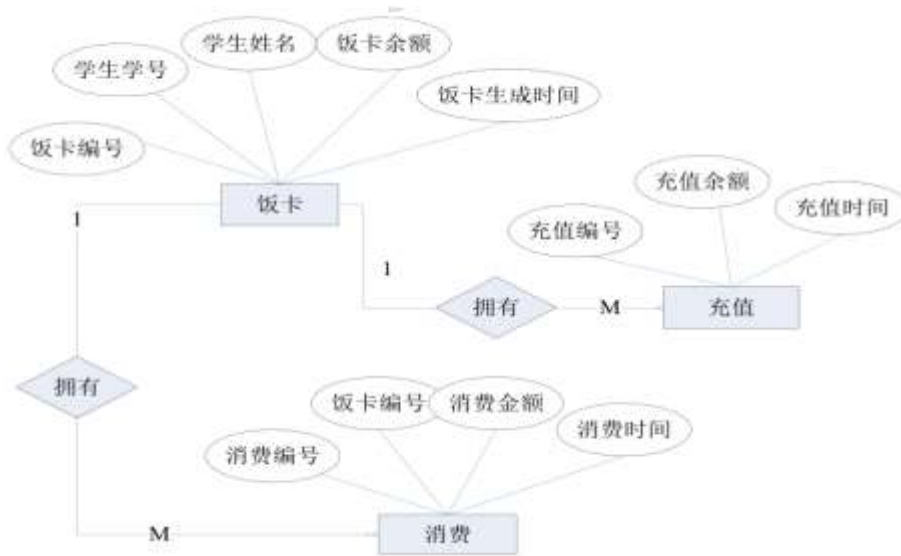 学生姓名
饭卡余额
学生学号
饭卡生成时间
饭卡编号
饭卡
1
1
充值余额
充值时间
充值编号
拥有
M
充值
拥有
饭卡编号
消费金额
消费时间
消费编号
M
消费